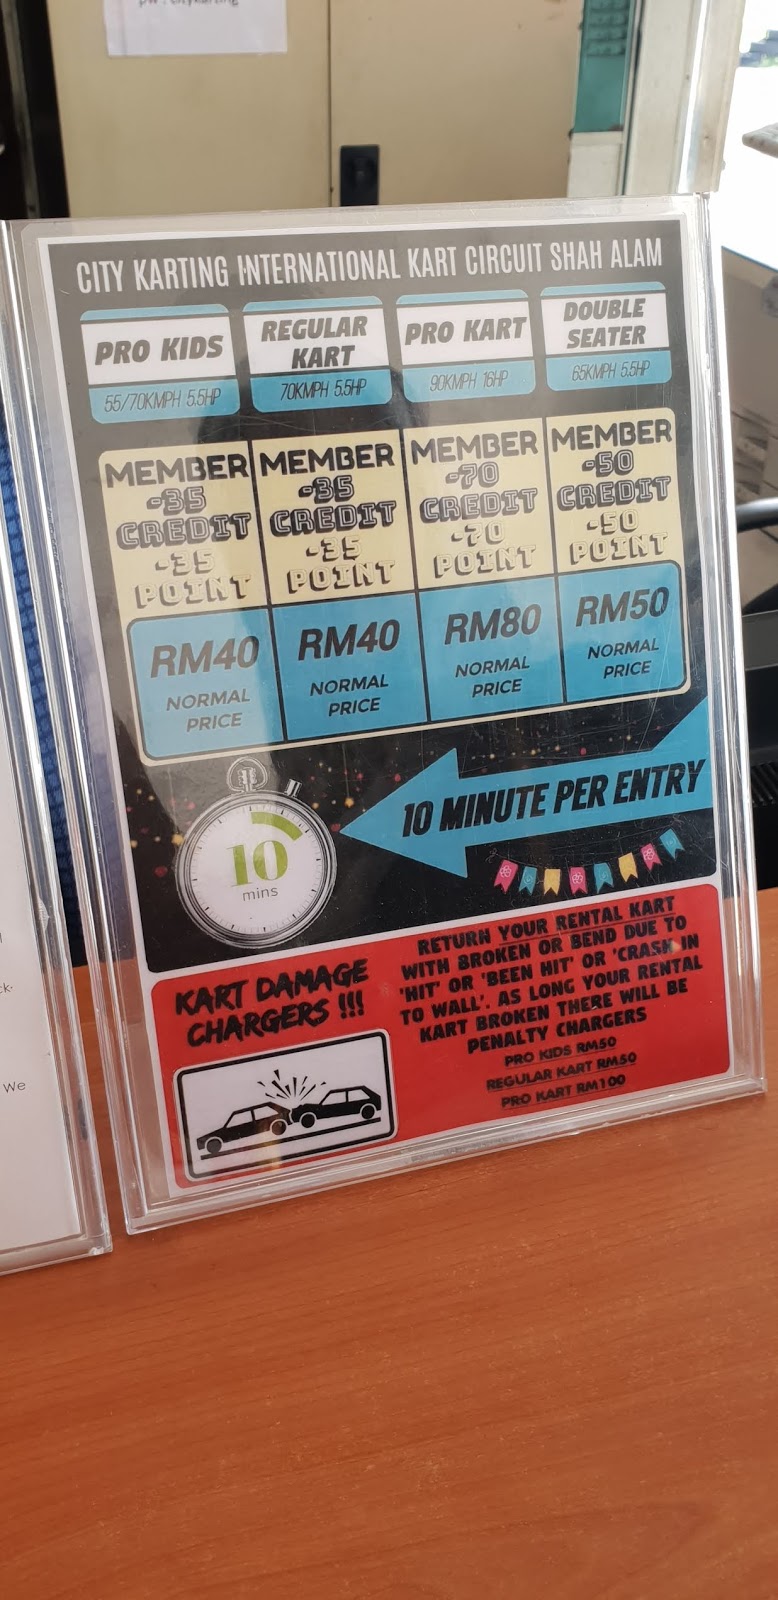 pw : citykarting
CITY KARTING INTERNATIONAL KART CIRCUIT SHAH ALAM
PRO KIDS
55/70KMPH 5.5HP
REGULAR
KART
70KMPH 5.5HP
PRO KART
90KMPH 16HP
DOUBLE
SEATER
65KMPH 5.5HP
MEMBER
-35
CREDIT
-35
POINT
MEMBER
-35
CREDIT
-35
POINT
MEMBER
-70
CREDIT
-70
POINT
MEMBER
-50
CREDIT
-50
POINT
RM40
NORMAL
PRICE
RM40
NORMAL
PRICE
RM80
NORMAL
PRICE
RM50
NORMAL
PRICE
10
mins
10 MINUTE PER ENTRY
KART DAMAGE
CHARGERS !!!
RETURN YOUR RENTAL KART
WITH BROKEN OR BEND DUE TO
'HIT' OR 'BEEN HIT' OR 'CRASH IN
TO WALL'. AS LONG YOUR RENTAL
KART BROKEN THERE WILL BE
PENALTY CHARGERS
PRO KIDS RM50
REGULAR KART RM50
PRO KART RM100
We